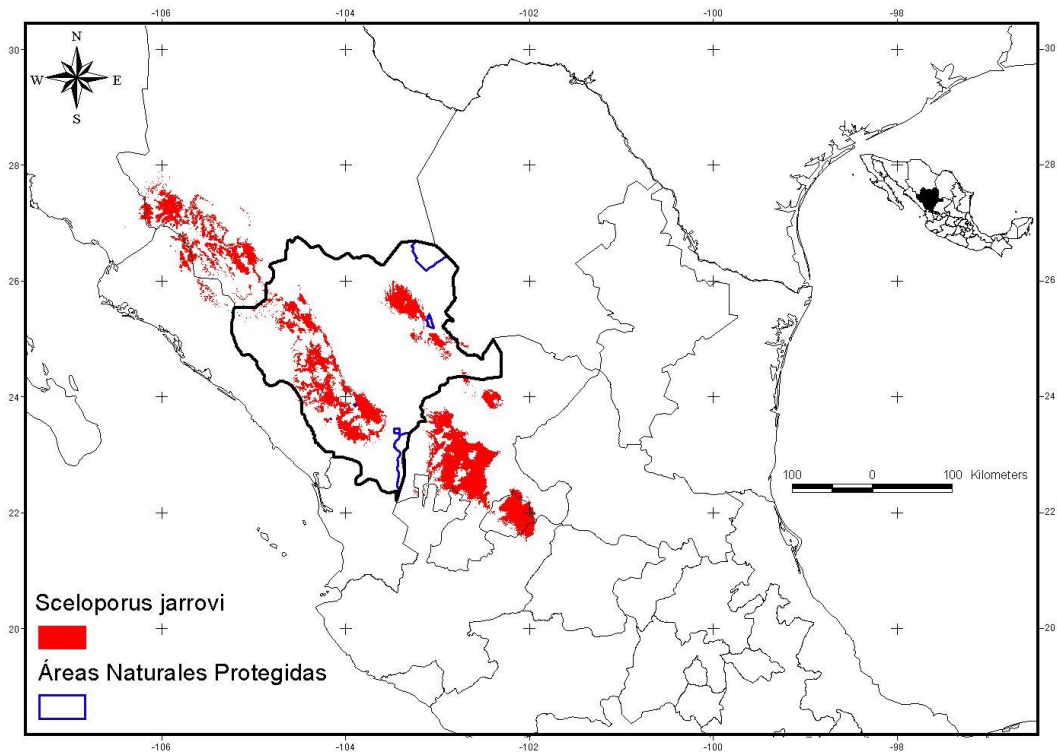 -106 -104 -102 -100 -98
30 30
N
W E
S
28 28
26 26
24 24
100 0 100 Kilometers
22 22
Sceloporus jarrovi
20 20
Áreas Naturales Protegidas
-106 -104 -102 -100 -98